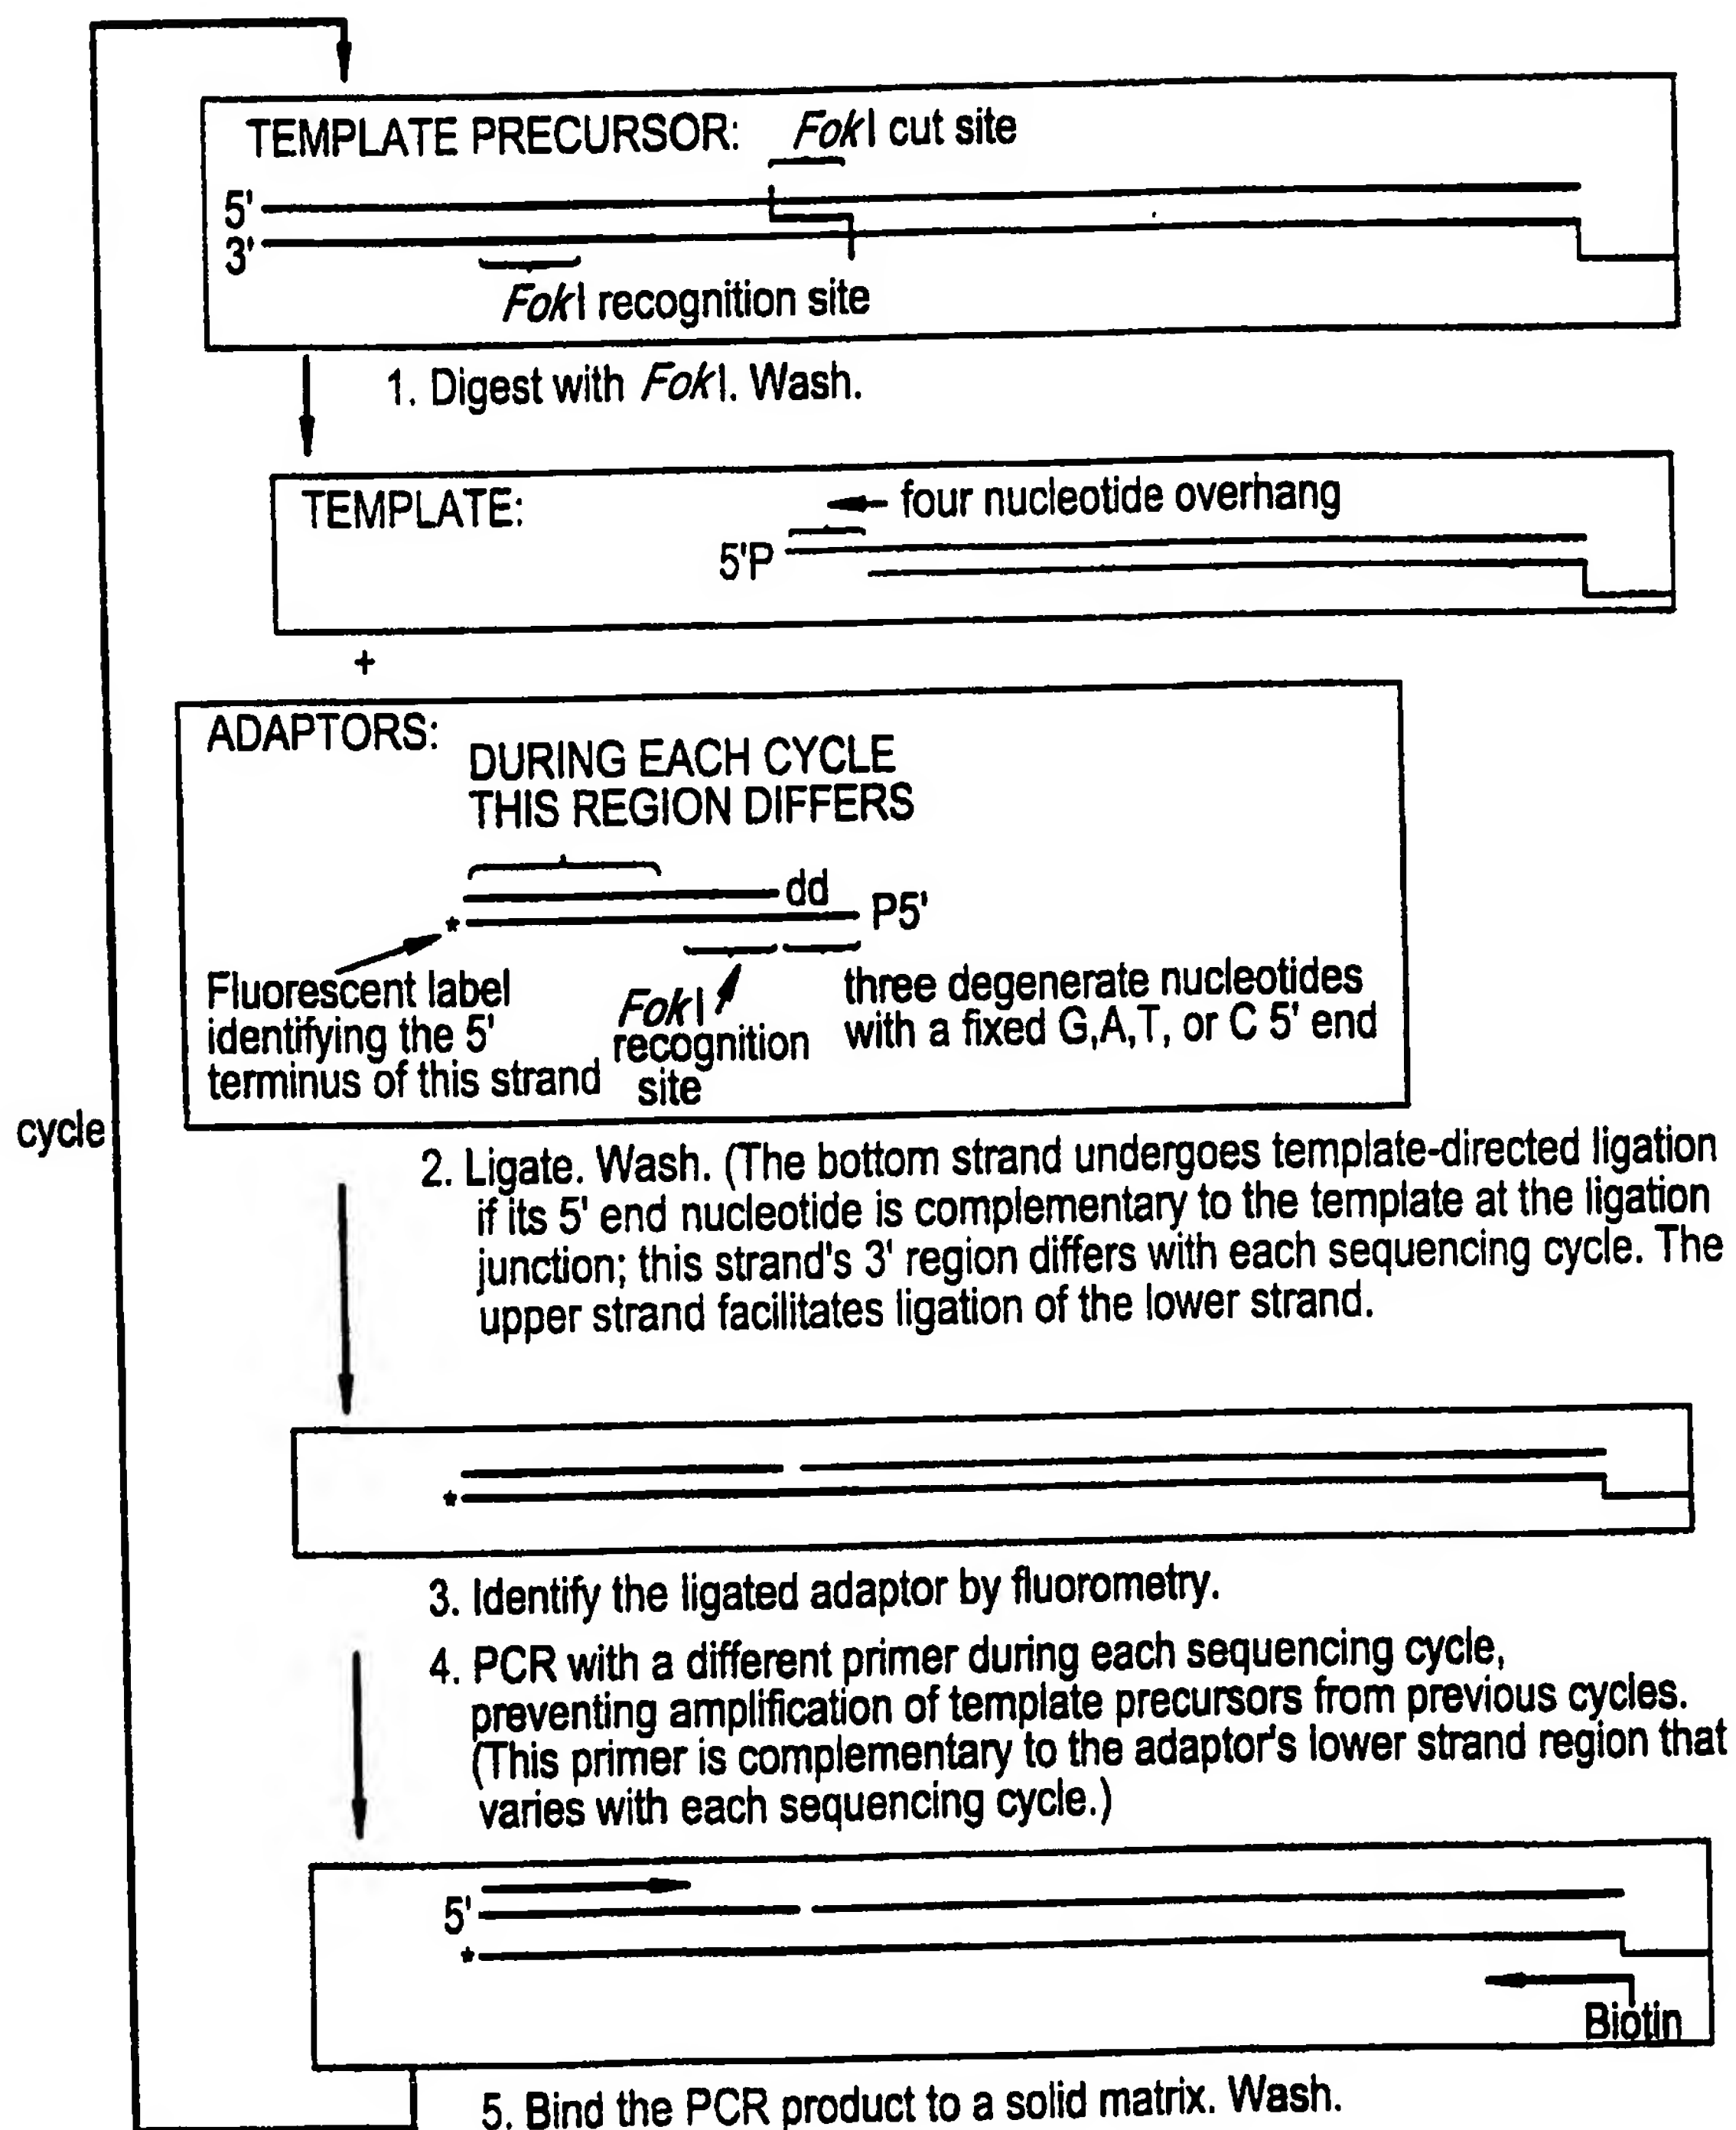 TEMPLATE PRECURSOR: FokI cut site
5'
3'
FokI recognition site
1. Digest with FokI. Wash.
TEMPLATE:
four nucleotide overhang
5'P
+
ADAPTORS:
DURING EACH CYCLE
THIS REGION DIFFERS
dd
* P5'
Fluorescent label
identifying the 5'
terminus of this strand
FokI
recognition
site
three degenerate nucleotides
with a fixed G,A,T, or C 5' end
cycle
2. Ligate. Wash. (The bottom strand undergoes template-directed ligation
if its 5' end nucleotide is complementary to the template at the ligation
junction; this strand's 3' region differs with each sequencing cycle. The
upper strand facilitates ligation of the lower strand.
*
3. Identify the ligated adaptor by fluorometry.
4. PCR with a different primer during each sequencing cycle,
preventing amplification of template precursors from previous cycles.
(This primer is complementary to the adaptor's lower strand region that
varies with each sequencing cycle.)
5'
*
Biotin
5. Bind the PCR product to a solid matrix. Wash.